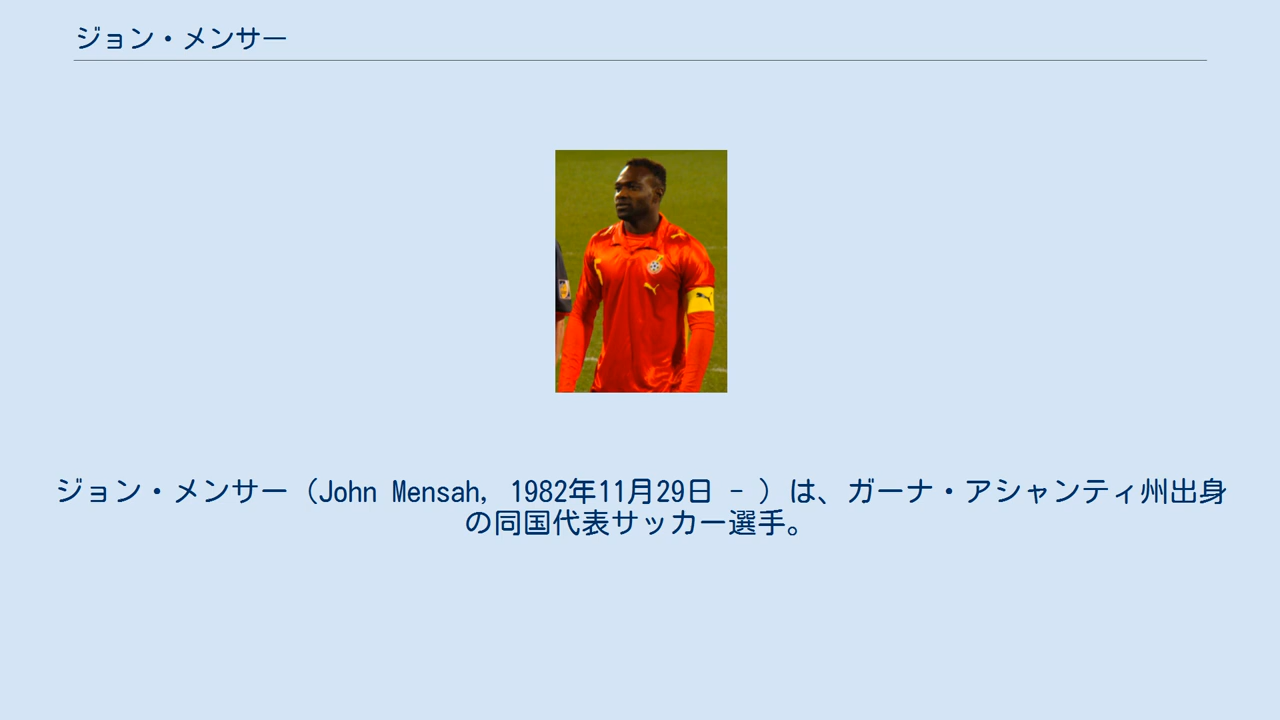 ジョン・メンサー
ジョン・メンサー（John Mensah, 1982年11月29日 - ）は、ガーナ・アシャンティ州出身
の同国代表サッカー選手。